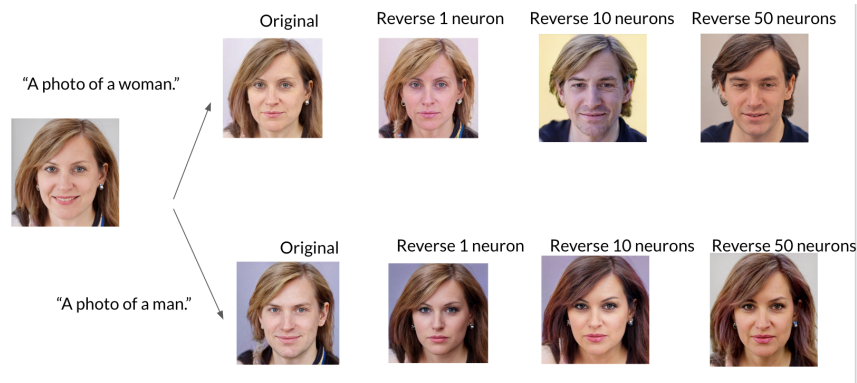 Original
Reverse 1 neuron
Reverse 10 neurons
Reverse 50 neurons
“A photo of a woman.”
Original
Reverse 1 neuron
Reverse 10 neurons
Reverse 50 neurons
“A photo of a man.”